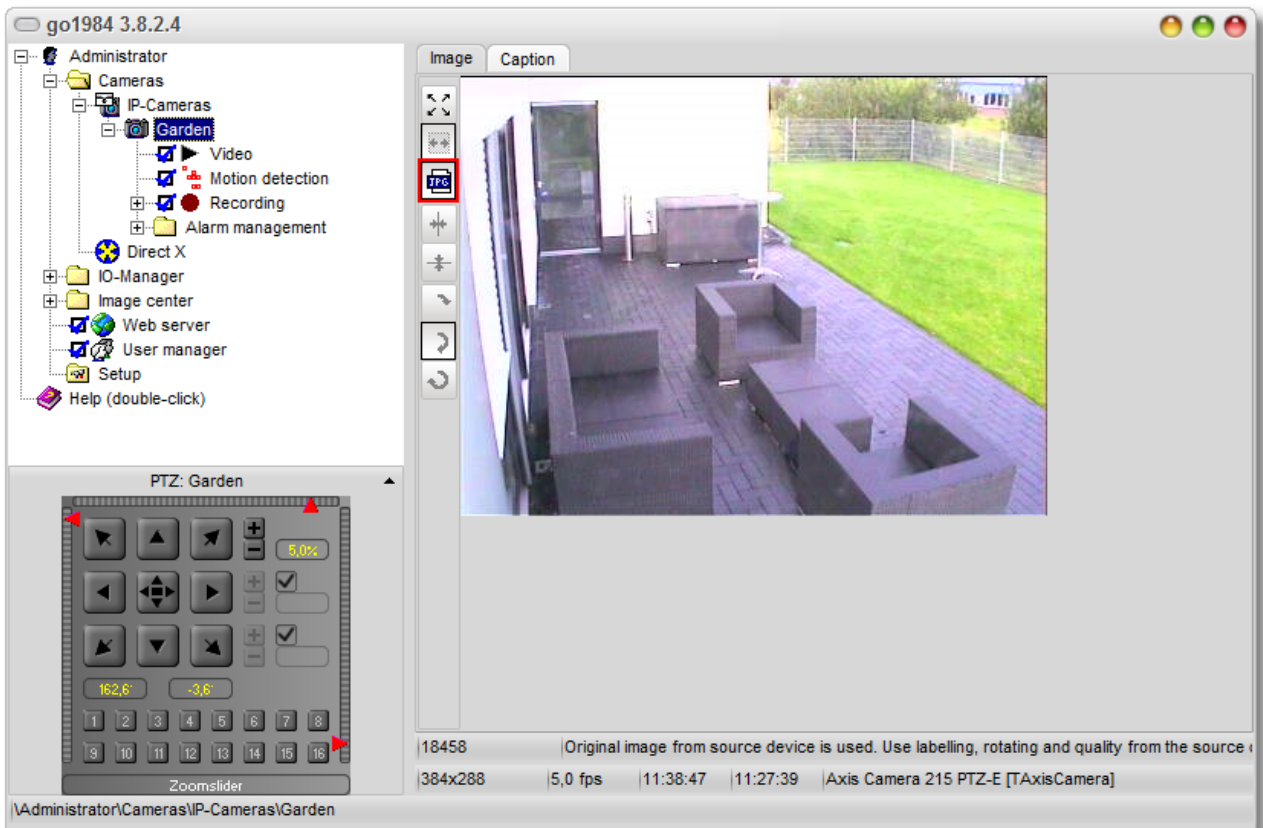 go1984 3.8.2.4
Administrator
Cameras
IP-Cameras
Garden
Video
Motion detection
Recording
Alarm management
Direct X
IO-Manager
Image center
Web server
User manager
Setup
Help (double-click)
PTZ: Garden
5,0%
162,6° -3,6°
1 2 3 4 5 6 7 8
9 10 11 12 13 14 15 16
Zoomslider
Image Caption
JPG
18458 Original image from source device is used. Use labelling, rotating and quality from the source
384x288 5,0 fps 11:38:47 11:27:39 Axis Camera 215 PTZ-E [TAxisCamera]
\Administrator\Cameras\IP-Cameras\Garden